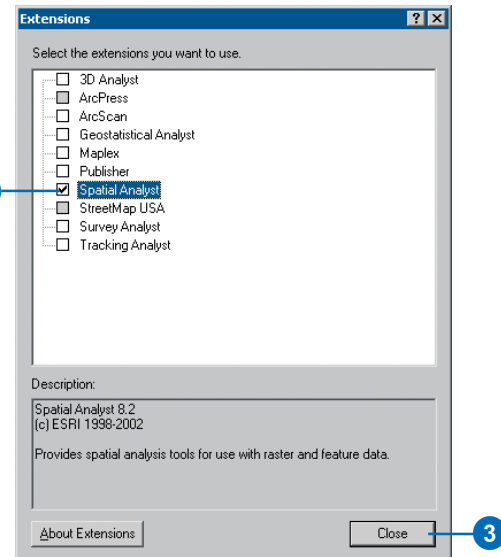 Extensions
Select the extensions you want to use.
3D Analyst
ArcPress
ArcScan
Geostatistical Analyst
Maplex
Publisher
Spatial Analyst
StreetMap USA
Survey Analyst
Tracking Analyst
Description:
Spatial Analyst 8.2
(c) ESRI 1998-2002
Provides spatial analysis tools for use with raster and feature data.
About Extensions
Close
3